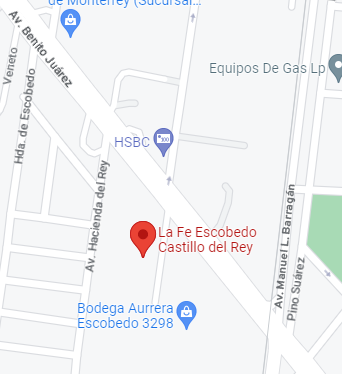 de Monterrey (Sucursal...
Av. Benito Juárez
Veneto
Hda. de Escobedo
Equipos De Gas Lp
HSBC
Av. Hacienda del Rey
La Fe Escobedo
Castillo del Rey
Av. Manuel L. Barragán
Pino Suárez
Bodega Aurrera
Escobedo 3298